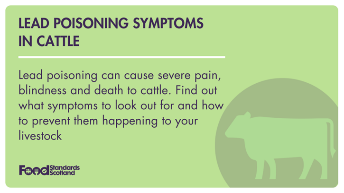 LEAD POISONING SYMPTOMS
IN CATTLE
Lead poisoning can cause severe pain,
blindness and death to cattle. Find out
what symptoms to look out for and how
to prevent them happening to your
livestock
Food Standards
Scotland